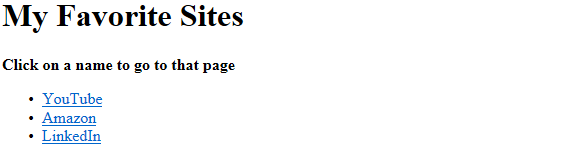 My Favorite Sites
Click on a name to go to that page
• YouTube
• Amazon
• LinkedIn